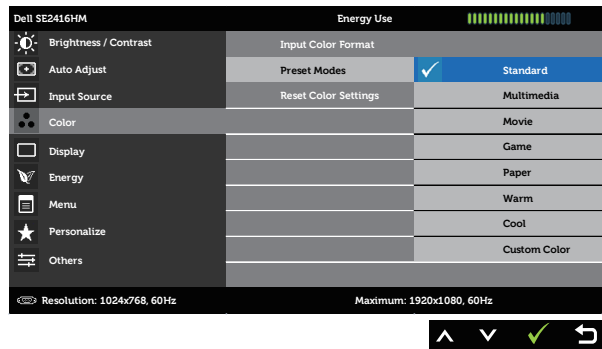 Dell SE2416HM Energy Use
Brightness / Contrast Input Color Format
Auto Adjust Preset Modes Standard
Input Source Reset Color Settings Multimedia
Color Movie
Display Game
Energy Paper
Menu Warm
Personalize Cool
Others Custom Color
Resolution: 1024x768, 60Hz Maximum: 1920x1080, 60Hz